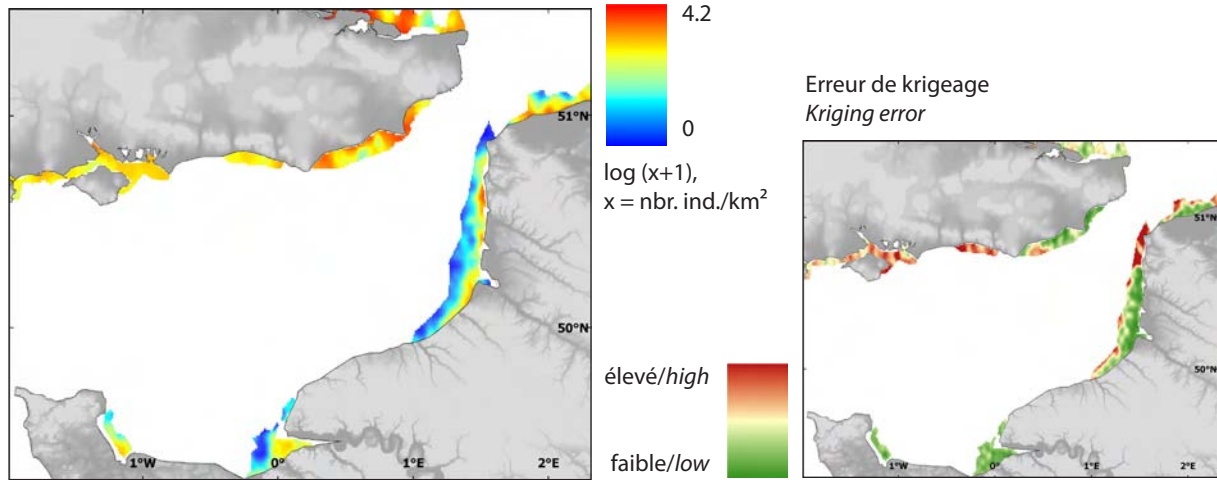 4.2
0
log (x+1),
x = nbr. ind./km²
51°N
50°N
1°W
0°
1°E
2°E
Erreur de krigeage
Kriging error
élevé/high
faible/low
51°N
50°N
1°W
0°
1°E
2°E